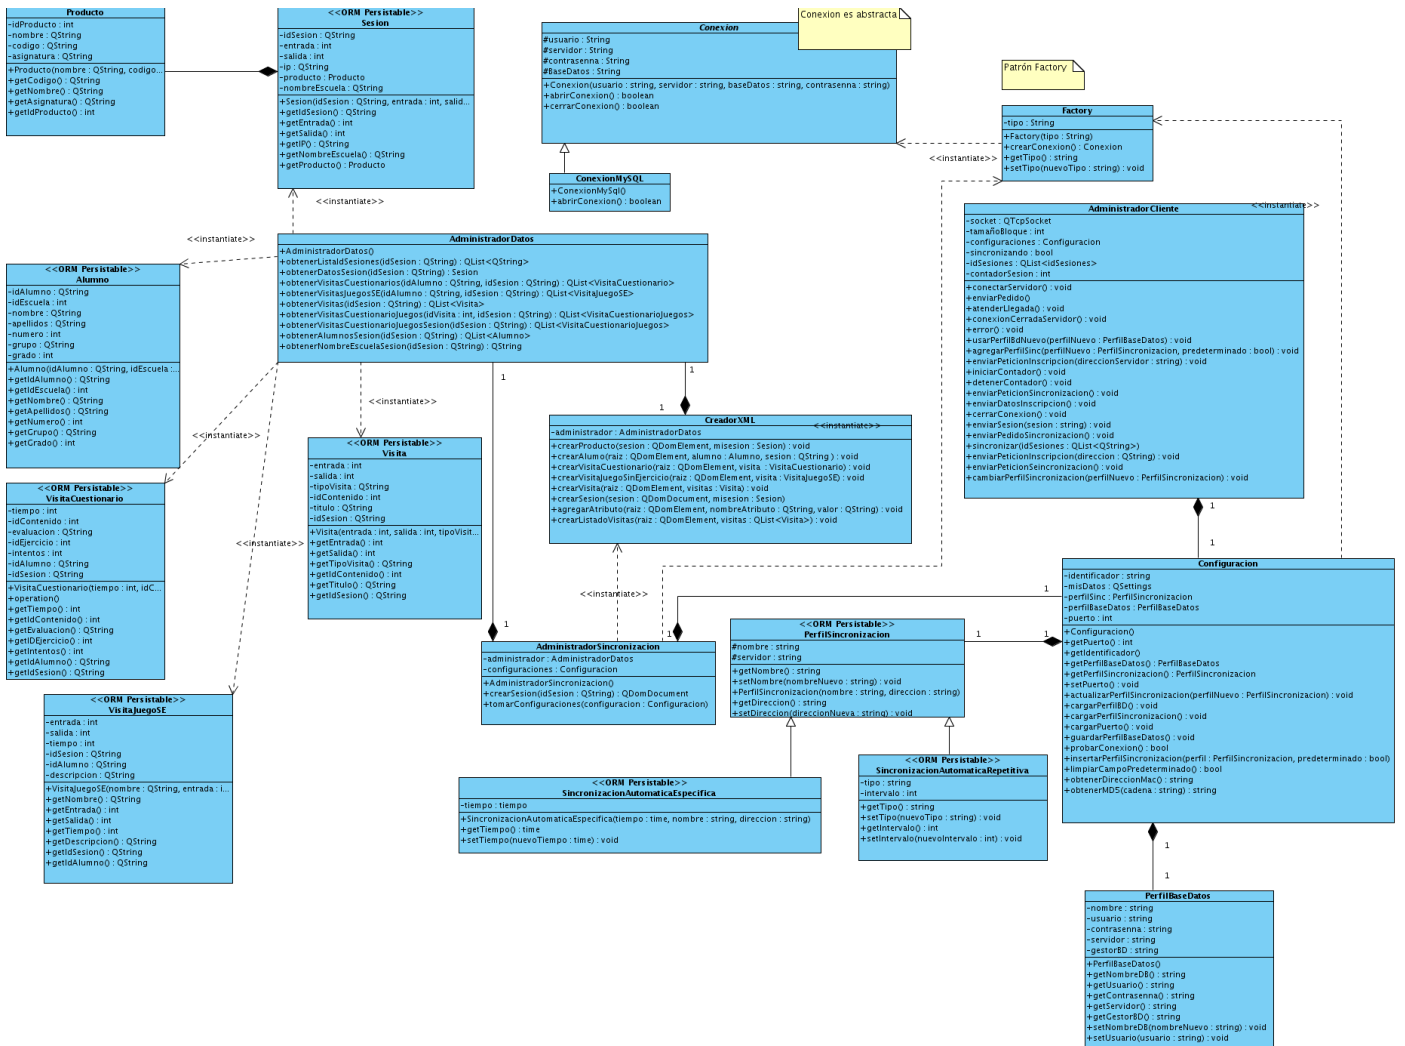 Producto
-idProducto : int
-nombre : QString
-codigo : QString
-asignatura : QString
+Producto(nombre : QString, codigo...
+getCodigo() : QString
+getNombre() : QString
+getAsignatura() : QString
+getIdProducto() : int
<<ORM Persistable>>
Sesion
-idSesion : QString
-entrada : int
-salida : int
-ip : QString
-producto : Producto
-nombreEscuela : QString
+Sesion(idSesion : QString, entrada : int, salid...
+getIdSesion() : QString
+getEntrada() : int
+getSalida() : int
+getIP() : QString
+getNombreEscuela() : QString
+getProducto() : Producto
Conexion
#usuario : String
#servidor : String
#contrasenna : String
#BaseDatos : String
+Conexion(usuario : string, servidor : string, baseDatos : string, contrasenna : string)
+abrirConexion() : boolean
+cerrarConexion() : boolean
Conexion es abstracta
Patrón Factory
Factory
-tipo : String
+Factory(tipo : String)
+crearConexion() : Conexion
+getTipo() : string
+setTipo(nuevoTipo : string) : void
<<instantiate>>
ConexionMySQL
+ConexionMySql()
+abrirConexion() : boolean
<<instantiate>>
<<instantiate>>
<<instantiate>>
AdministradorDatos
+AdministradorDatos()
+obtenerListaIdSesiones(idSesion : QString) : QList<QString>
+obtenerDatosSesion(idSesion : QString) : Sesion
+obtenerVisitasCuestionarios(idAlumno : QString, idSesion : QString) : QList<VisitaCuestionario>
+obtenerVisitasJuegosSE(idAlumno : QString, idSesion : QString) : QList<VisitaJuegoSE>
+obtenerVisitas(idSesion : QString) : QList<Visita>
+obtenerVisitasCuestionarioJuegos(idVisita : int, idSesion : QString) : QList<VisitaCuestionarioJuegos>
+obtenerVisitasCuestionarioJuegosSesion(idSesion : QString) : QList<VisitaCuestionarioJuegos>
+obtenerAlumnosSesion(idSesion : QString) : QList<Alumno>
+obtenerNombreEscuelaSesion(idSesion : QString) : QString
AdministradorCliente
-socket : QTcpSocket
-tamañoBloque : int
-configuraciones : Configuracion
-sincronizando : bool
-idSesiones : QList<idSesiones>
-contadorSesion : int
+conectarServidor() : void
+enviarPedido()
+atenderLlegada() : void
+conexionCerradaServidor() : void
+error() : void
+usarPerfilBdNuevo(perfilNuevo : PerfilBaseDatos) : void
+agregarPerfilSinc(perfilNuevo : PerfilSincronizacion, predeterminado : bool) : void
+enviarPeticionInscripcion(direccionServidor : string) : void
+iniciarContador() : void
+detenerContador() : void
+enviarPeticionSincronizacion() : void
+enviarDatosInscripcion() : void
+cerrarConexion() : void
+enviarSesion(sesion : string) : void
+enviarPedidoSincronizacion() : void
+sincronizar(idSesiones : QList<QString>)
+enviarPeticionInscripcion(direccion : QString) : void
+enviarPeticionSeincronizacion() : void
+cambiarPerfilSincronizacion(perfilNuevo : PerfilSincronizacion) : void
<<ORM Persistable>>
Alumno
-idAlumno : QString
-idEscuela : int
-nombre : QString
-apellidos : QString
-numero : int
-grupo : QString
-grado : int
+Alumno(idAlumno : QString, idEscuela :...
+getIdAlumno() : QString
+getIdEscuela() : int
+getNombre() : QString
+getApellidos() : QString
+getNumero() : int
+getGrupo() : QString
+getGrado() : int
1
1
<<instantiate>>
1
<<instantiate>>
CreadorXML
<<instantiate>>
-administrador : AdministradorDatos
+crearProducto(sesion : QDomElement, misesion : Sesion) : void
+crearAlumo(raiz : QDomElement, alumno : Alumno, sesion : QString ) : void
+crearVisitaCuestionario(raiz : QDomElement, visita : VisitaCuestionario) : void
+crearVisitaJuegoSinEjercicio(raiz : QDomElement, visita : VisitaJuegoSE) : void
+crearVisita(raiz : QDomElement, visitas : Visita) : void
+crearSesion(sesion : QDomDocument, misesion : Sesion)
+agregarAtributo(raiz : QDomElement, nombreAtributo : QString, valor : QString) : void
+crearListadoVisitas(raiz : QDomElement, visitas : QList<Visita>) : void
<<ORM Persistable>>
Visita
-entrada : int
-salida : int
-tipoVisita : QString
-idContenido : int
-titulo : QString
-idSesion : QString
+Visita(entrada : int, salida : int, tipoVisit...
+getEntrada() : int
+getSalida() : int
+getTipoVisita() : QString
+getIdContenido() : int
+getTitulo() : QString
+getIdSesion() : QString
<<ORM Persistable>>
VisitaCuestionario
-tiempo : int
-idContenido : int
-evaluacion : QString
-idEjercicio : int
-intentos : int
-idAlumno : QString
-idSesion : QString
+VisitaCuestionario(tiempo : int, idC...
+operation()
+getTiempo() : int
+getIdContenido() : int
+getEvaluacion() : QString
+getIDEjercicio() : int
+getIntentos() : int
+getIdAlumno() : QString
+getIdSesion() : QString
<<instantiate>>
<<instantiate>>
1
1
1
1
1
Configuracion
-identificador : string
-misDatos : QSettings
-perfilSinc : PerfilSincronizacion
-perfilBaseDatos : PerfilBaseDatos
-puerto : int
+Configuracion()
+getPuerto() : int
+getIdentificador()
+getPerfilBaseDatos() : PerfilBaseDatos
+getPerfilSincronizacion() : PerfilSincronizacion
+setPuerto() : void
+actualizarPerfilSincronizacion(perfilNuevo : PerfilSincronizacion) : void
+cargarPerfilBD() : void
+cargarPerfilSincronizacion() : void
+cargarPuerto() : void
+guardarPerfilBaseDatos() : void
+probarConexion() : bool
+insertarPerfilSincronizacion(perfil : PerfilSincronizacion, predeterminado : bool)
+limpiarCampoPredeterminado() : bool
+obtenerDireccionMac() : string
+obtenerMD5(cadena : string) : string
AdministradorSincronizacion
-administrador : AdministradorDatos
-configuraciones : Configuracion
+AdministradorSincronizacion()
+crearSesion(idSesion : QString) : QDomDocument
+tomarConfiguraciones(configuracion : Configuracion)
<<ORM Persistable>>
PerfilSincronizacion
#nombre : string
#servidor : string
+getNombre() : string
+setNombre(nombreNuevo : string) : void
+PerfilSincronizacion(nombre : string, direccion : string)
+getDireccion() : string
+setDireccion(direccionNueva : string) : void
1
1
<<ORM Persistable>>
VisitaJuegoSE
-entrada : int
-salida : int
-tiempo : int
-idSesion : QString
-idAlumno : QString
-descripcion : QString
+VisitaJuegoSE(nombre : QString, entrada : i...
+getNombre() : QString
+getEntrada() : int
+getSalida() : int
+getTiempo() : int
+getDescripcion() : QString
+getIdSesion() : QString
+getIdAlumno() : QString
<<ORM Persistable>>
SincronizacionAutomaticaEspecifica
-tiempo : tiempo
+SincronizacionAutomaticaEspecifica(tiempo : time, nombre : string, direccion : string)
+getTiempo() : time
+setTiempo(nuevoTiempo : time) : void
<<ORM Persistable>>
SincronizacionAutomaticaRepetitiva
-tipo : string
-intervalo : int
+getTipo() : string
+setTipo(nuevoTipo : string) : void
+getIntervalo() : int
+setIntervalo(nuevoIntervalo : int) : void
1
1
PerfilBaseDatos
-nombre : string
-usuario : string
-contrasenna : string
-servidor : string
-gestorBD : string
+PerfilBaseDatos()
+getNombreDB() : string
+getUsuario() : string
+getContrasenna() : string
+getServidor() : string
+getGestorBD() : string
+setNombreDB(nombreNuevo : string) : void
+setUsuario(usuario : string) : void